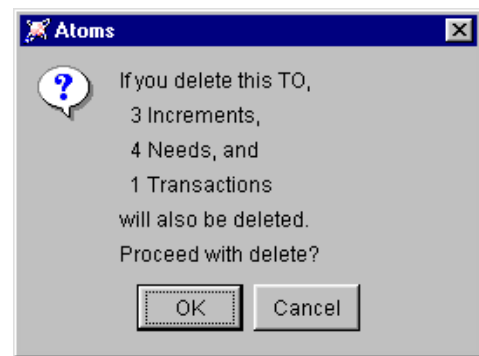 Atoms
If you delete this TO,
3 Increments,
4 Needs, and
1 Transactions
will also be deleted.
Proceed with delete?
OK Cancel